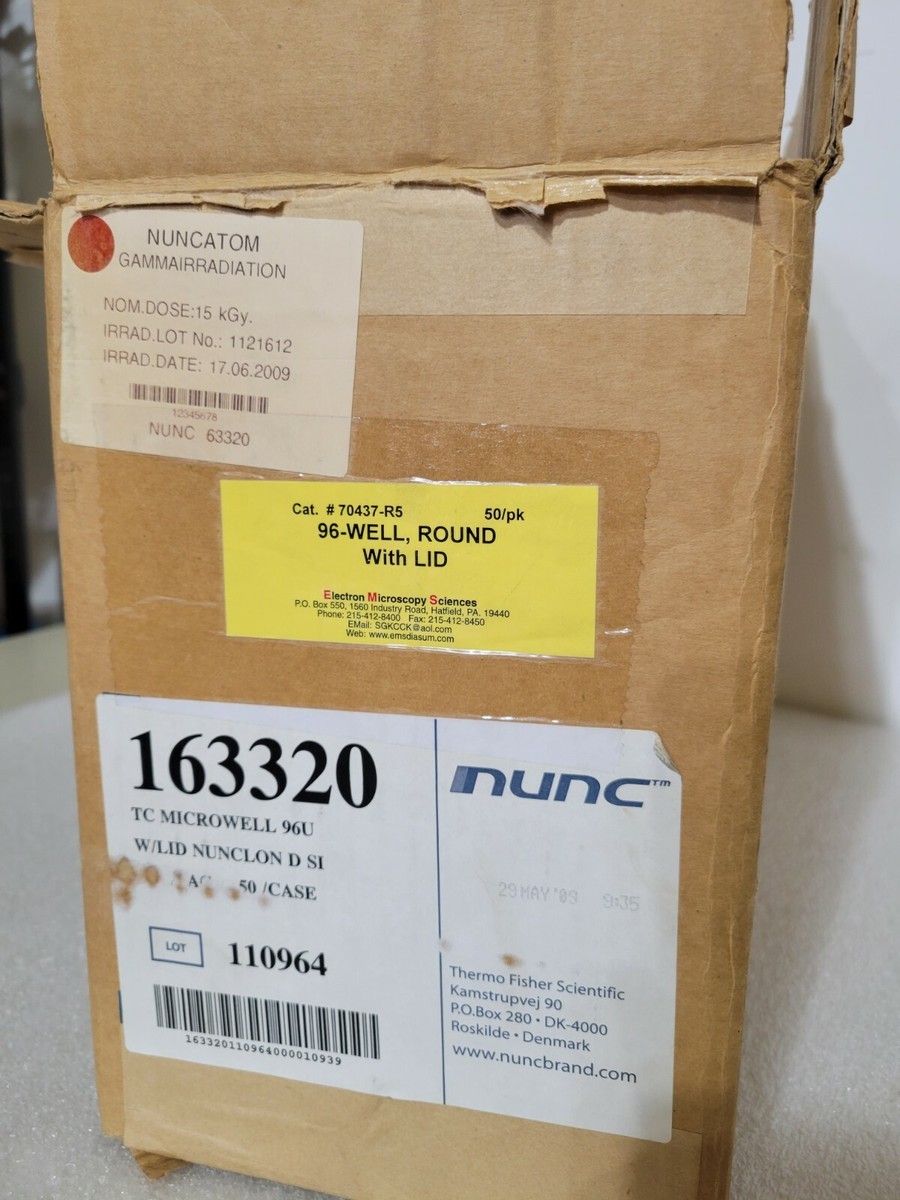 NUNCATOM
GAMMAIRRADIATION
NOM.DOSE:15 kGy.
IRRAD.LOT No.: 1121612
IRRAD.DATE: 17.06.2009
12345678
NUNC 63320
Cat. # 70437-R5 50/pk
96-WELL, ROUND
With LID
Electron Microscopy Sciences
P.O. Box 550, 1560 Industry Road, Hatfield, PA. 19440
Phone: 215-412-8400 Fax: 215-412-8450
EMail: SGKCCK@aol.com
Web: www.emsdiasum.com
163320
TC MICROWELL 96U
W/LID NUNCLON D SI
50 /CASE
LOT 110964
163320110964000010939
nunc™
29 MAY '09 9:35
Thermo Fisher Scientific
Kamstrupvej 90
P.O.Box 280 • DK-4000
Roskilde • Denmark
www.nuncbrand.com